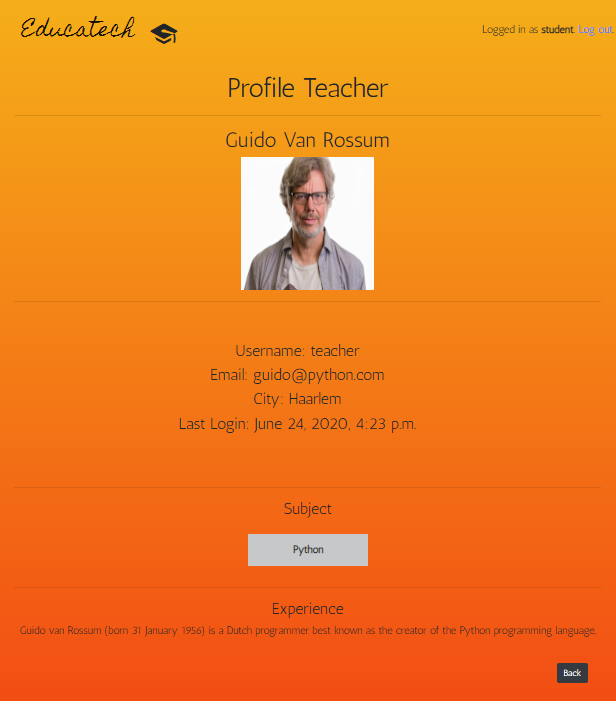 Educatech
Logged in as student. Log out.
Profile Teacher
Guido Van Rossum
Username: teacher
Email: guido@python.com
City: Haarlem
Last Login: June 24, 2020, 4:23 p.m.
Subject
Python
Experience
Guido van Rossum (born 31 January 1956) is a Dutch programmer best known as the creator of the Python programming language,
Back